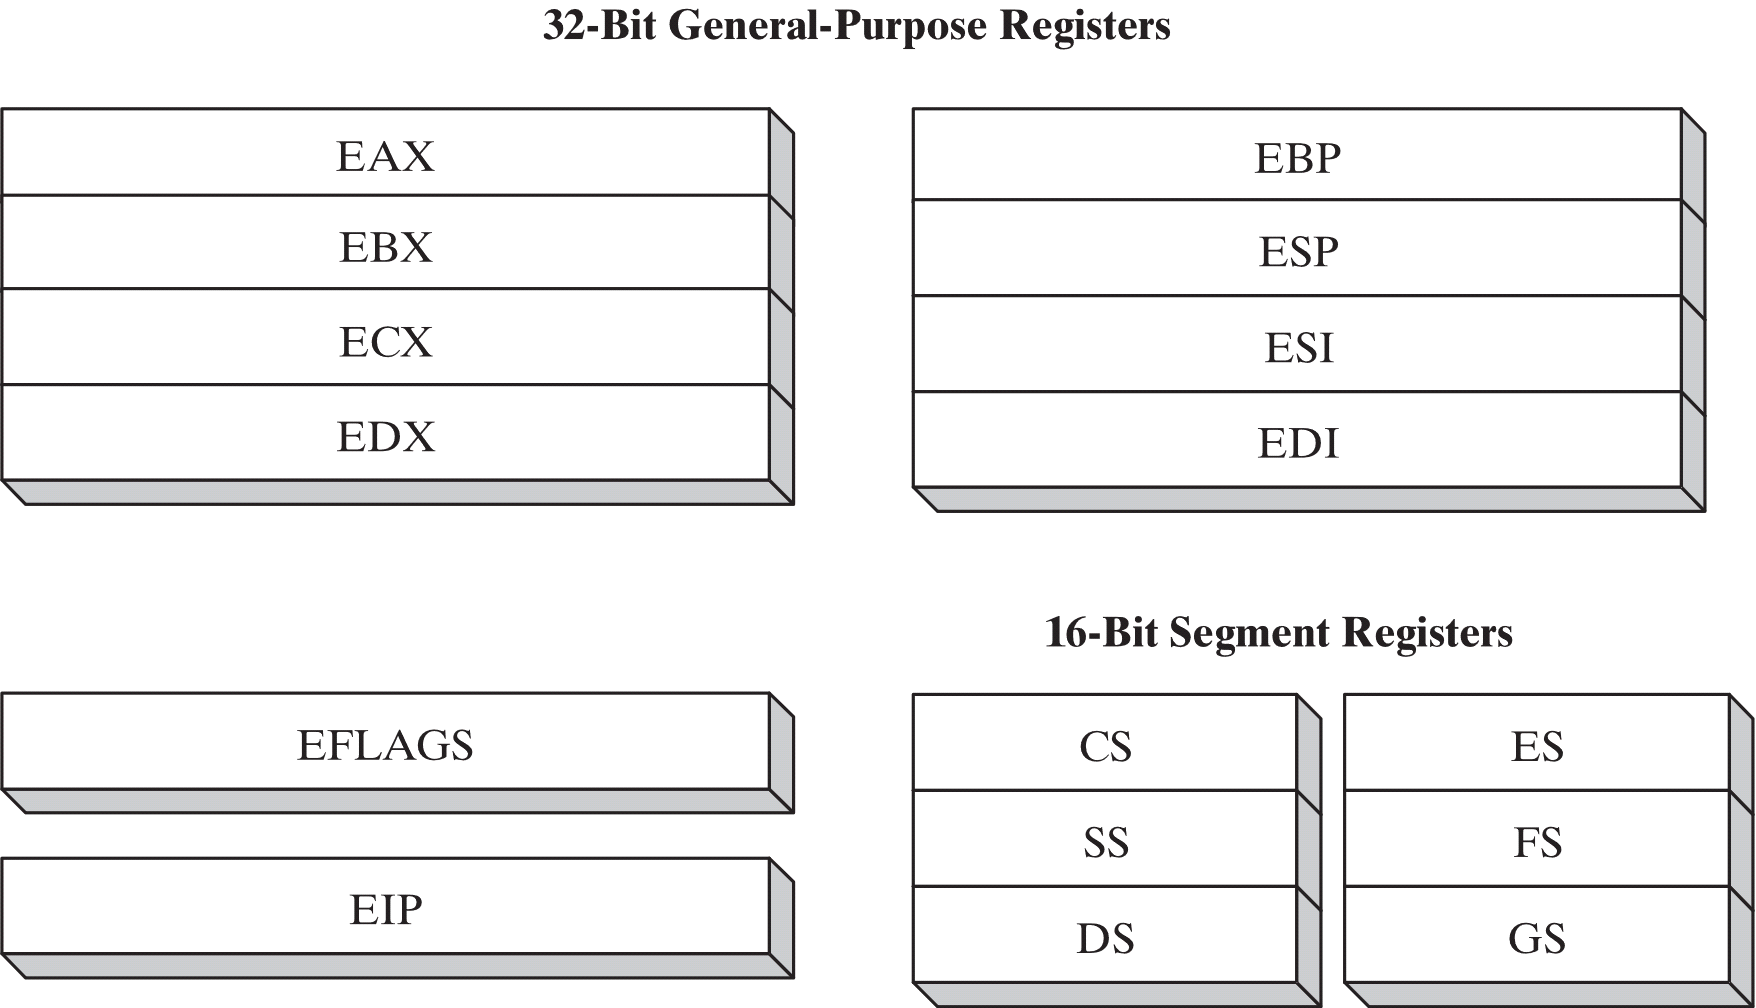 32-Bit General-Purpose Registers
EAX
EBX
ECX
EDX
EBP
ESP
ESI
EDI
EFLAGS
EIP
16-Bit Segment Registers
CS
SS
DS
ES
FS
GS